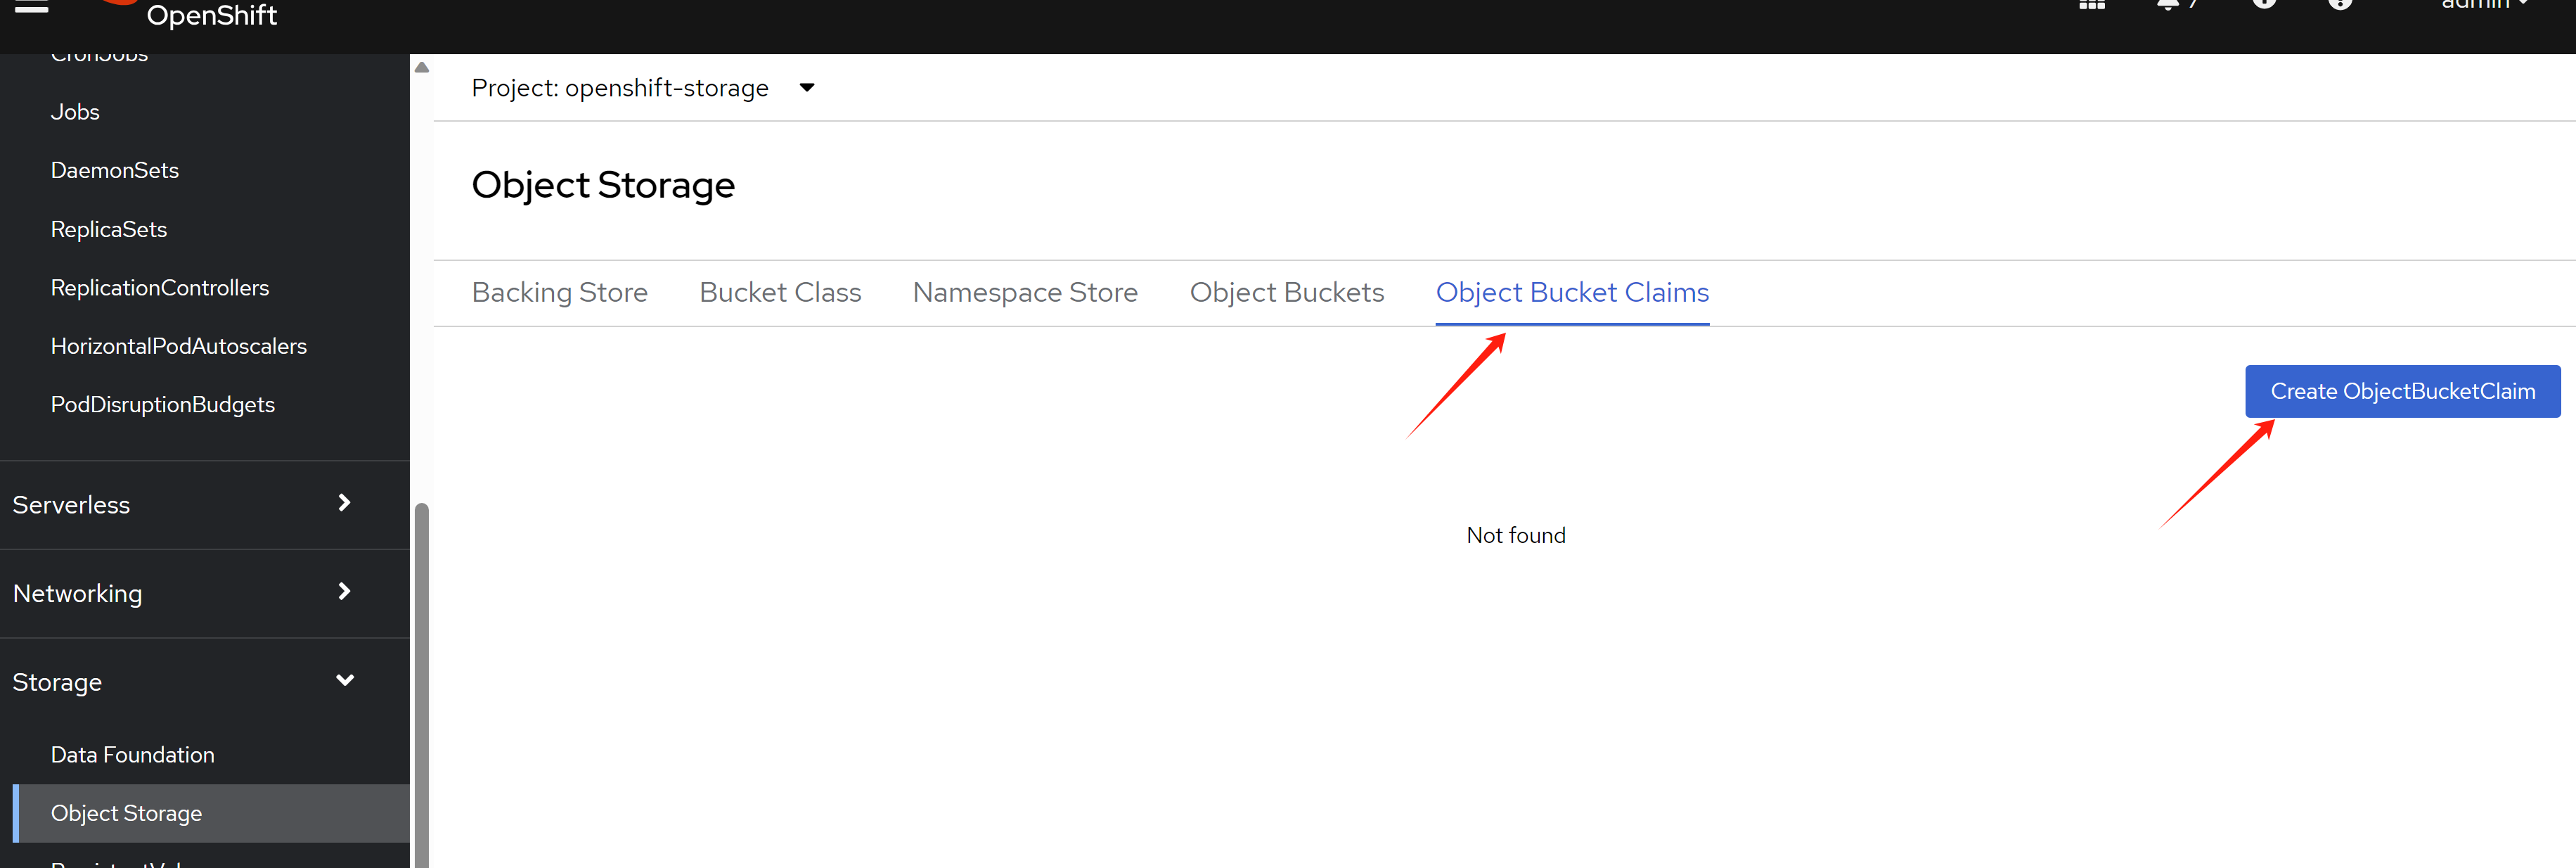 OpenShift
7
admin
CronJobs
Jobs
DaemonSets
ReplicaSets
ReplicationControllers
HorizontalPodAutoscalers
PodDisruptionBudgets
Serverless
Networking
Storage
Data Foundation
Object Storage
Project: openshift-storage
Object Storage
Backing Store Bucket Class Namespace Store Object Buckets Object Bucket Claims
Create ObjectBucketClaim
Not found